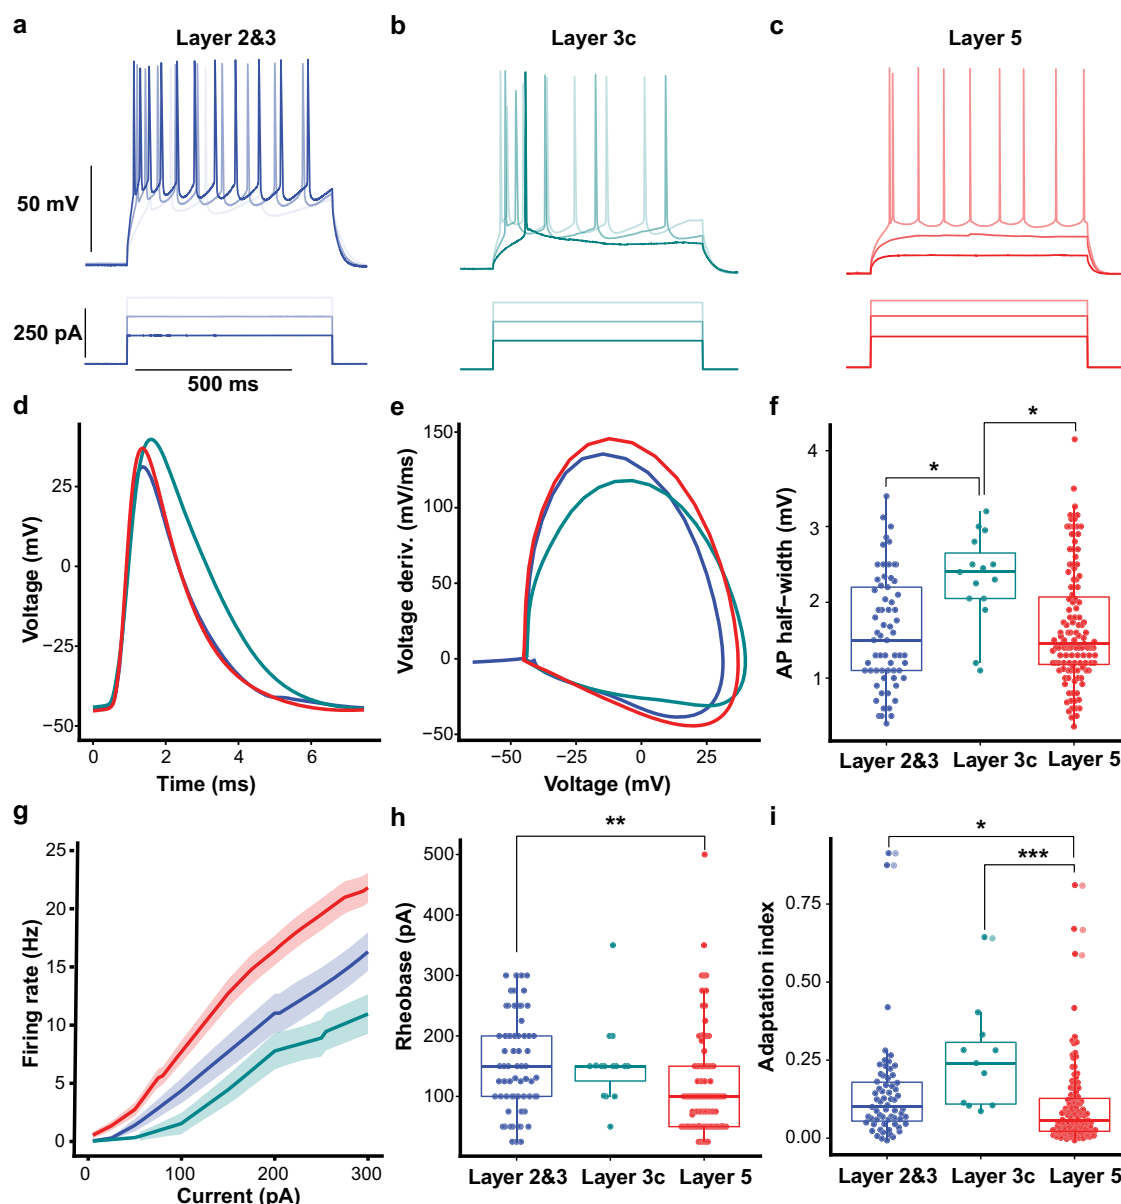 a
Layer 2&3
b
Layer 3c
c
Layer 5
50 mV
250 pA
500 ms
d
Voltage (mV)
25
0
−25
−50
0
2
4
6
Time (ms)
e
Voltage deriv. (mV/ms)
150
100
50
0
−50
−50
−25
0
25
Voltage (mV)
f
AP half−width (mV)
4
3
2
1
*
*
Layer 2&3
Layer 3c
Layer 5
g
Firing rate (Hz)
25
20
15
10
5
0
0
100
200
300
Current (pA)
h
Rheobase (pA)
500
400
300
200
100
**
Layer 2&3
Layer 3c
Layer 5
i
Adaptation index
0.75
0.50
0.25
0.00
*
***
Layer 2&3
Layer 3c
Layer 5